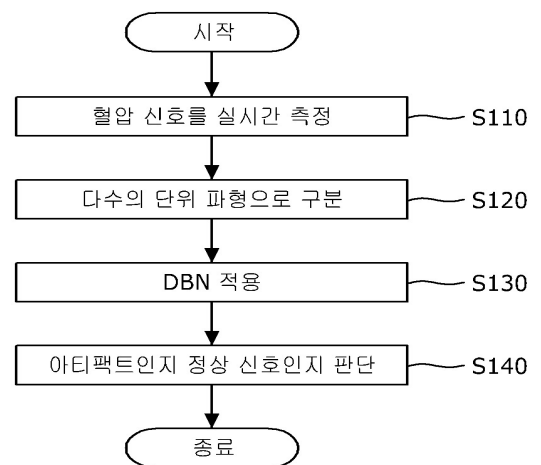 시작
혈압 신호를 실시간 측정 S110
다수의 단위 파형으로 구분 S120
DBN 적용 S130
아티팩트인지 정상 신호인지 판단 S140
종료